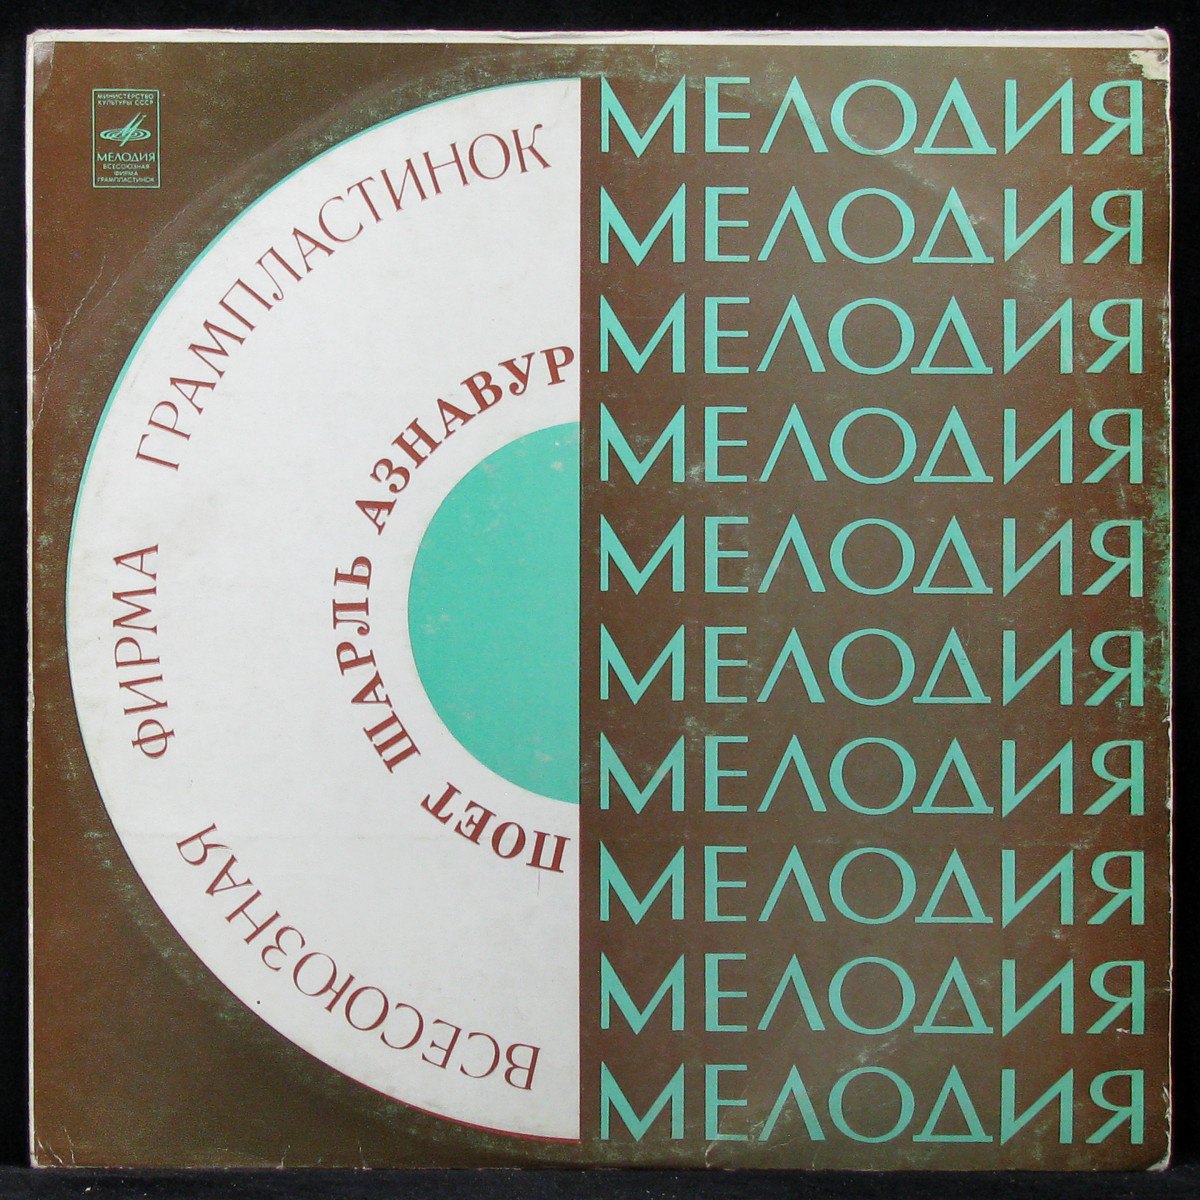 МИНИСТЕРСТВО
КУЛЬТУРЫ СССР
МЕЛОДИЯ
ВСЕСОЮЗНАЯ
ФИРМА
ГРАМПЛАСТИНОК
ВСЕСОЮЗНАЯ ФИРМА ГРАМПЛАСТИНОК
ПОЕТ ШАРЛЬ АЗНАВУР
МЕЛОДИЯ
МЕЛОДИЯ
МЕЛОДИЯ
МЕЛОДИЯ
МЕЛОДИЯ
МЕЛОДИЯ
МЕЛОДИЯ
МЕЛОДИЯ
МЕЛОДИЯ
МЕЛОДИЯ